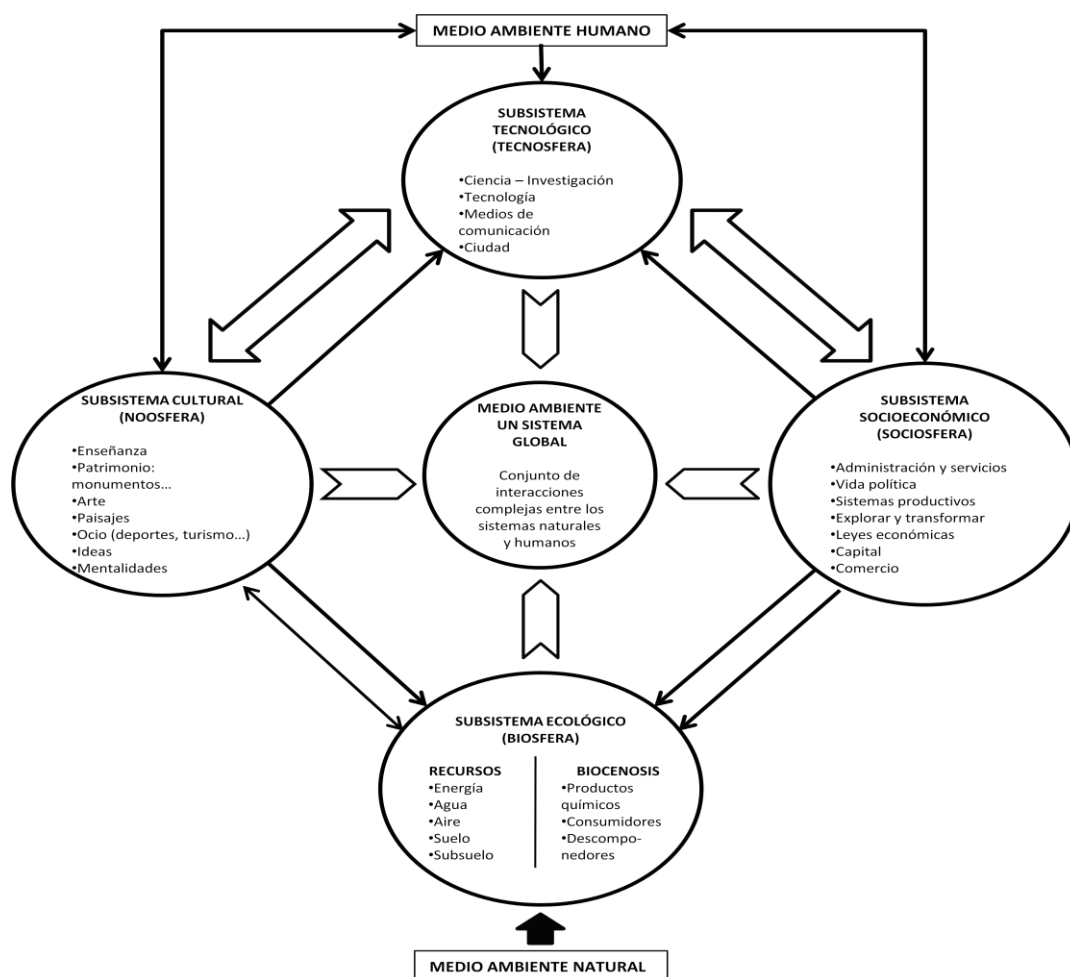 MEDIO AMBIENTE HUMANO
SUBSISTEMA
TECNOLÓGICO
(TECNOSFERA)
•Ciencia – Investigación
•Tecnología
•Medios de
comunicación
•Ciudad
SUBSISTEMA CULTURAL
(NOOSFERA)
•Enseñanza
•Patrimonio:
monumentos...
•Arte
•Paisajes
•Ocio (deportes, turismo...)
•Ideas
•Mentalidades
MEDIO AMBIENTE
UN SISTEMA
GLOBAL
Conjunto de
interacciones
complejas entre los
sistemas naturales
y humanos
SUBSISTEMA
SOCIOECONÓMICO
(SOCIOSFERA)
•Administración y servicios
•Vida política
•Sistemas productivos
•Explorar y transformar
•Leyes económicas
•Capital
•Comercio
SUBSISTEMA ECOLÓGICO
(BIOSFERA)
RECURSOS
•Energía
•Agua
•Aire
•Suelo
•Subsuelo
BIOCENOSIS
•Productos
químicos
•Consumidores
•Descompo-
nedores
MEDIO AMBIENTE NATURAL